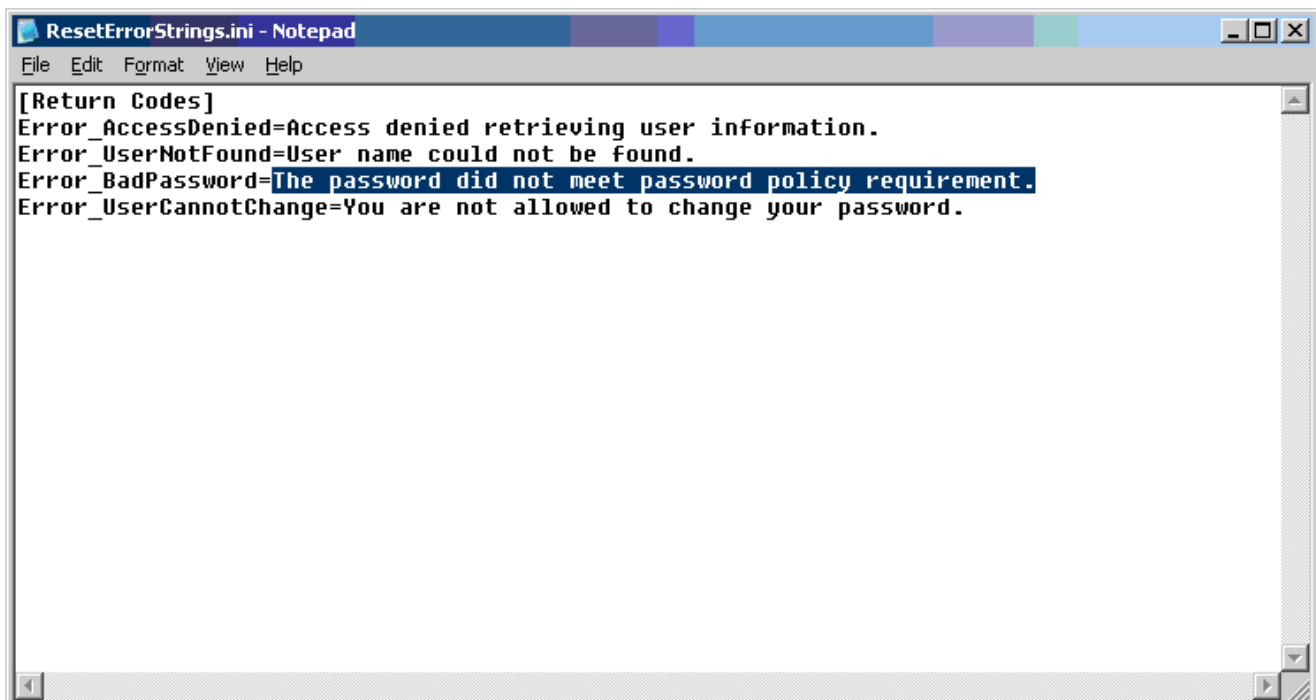 ResetErrorStrings.ini - Notepad
File Edit Format View Help
[Return Codes]
Error_AccessDenied=Access denied retrieving user information.
Error_UserNotFound=User name could not be found.
Error_BadPassword=The password did not meet password policy requirement.
Error_UserCannotChange=You are not allowed to change your password.